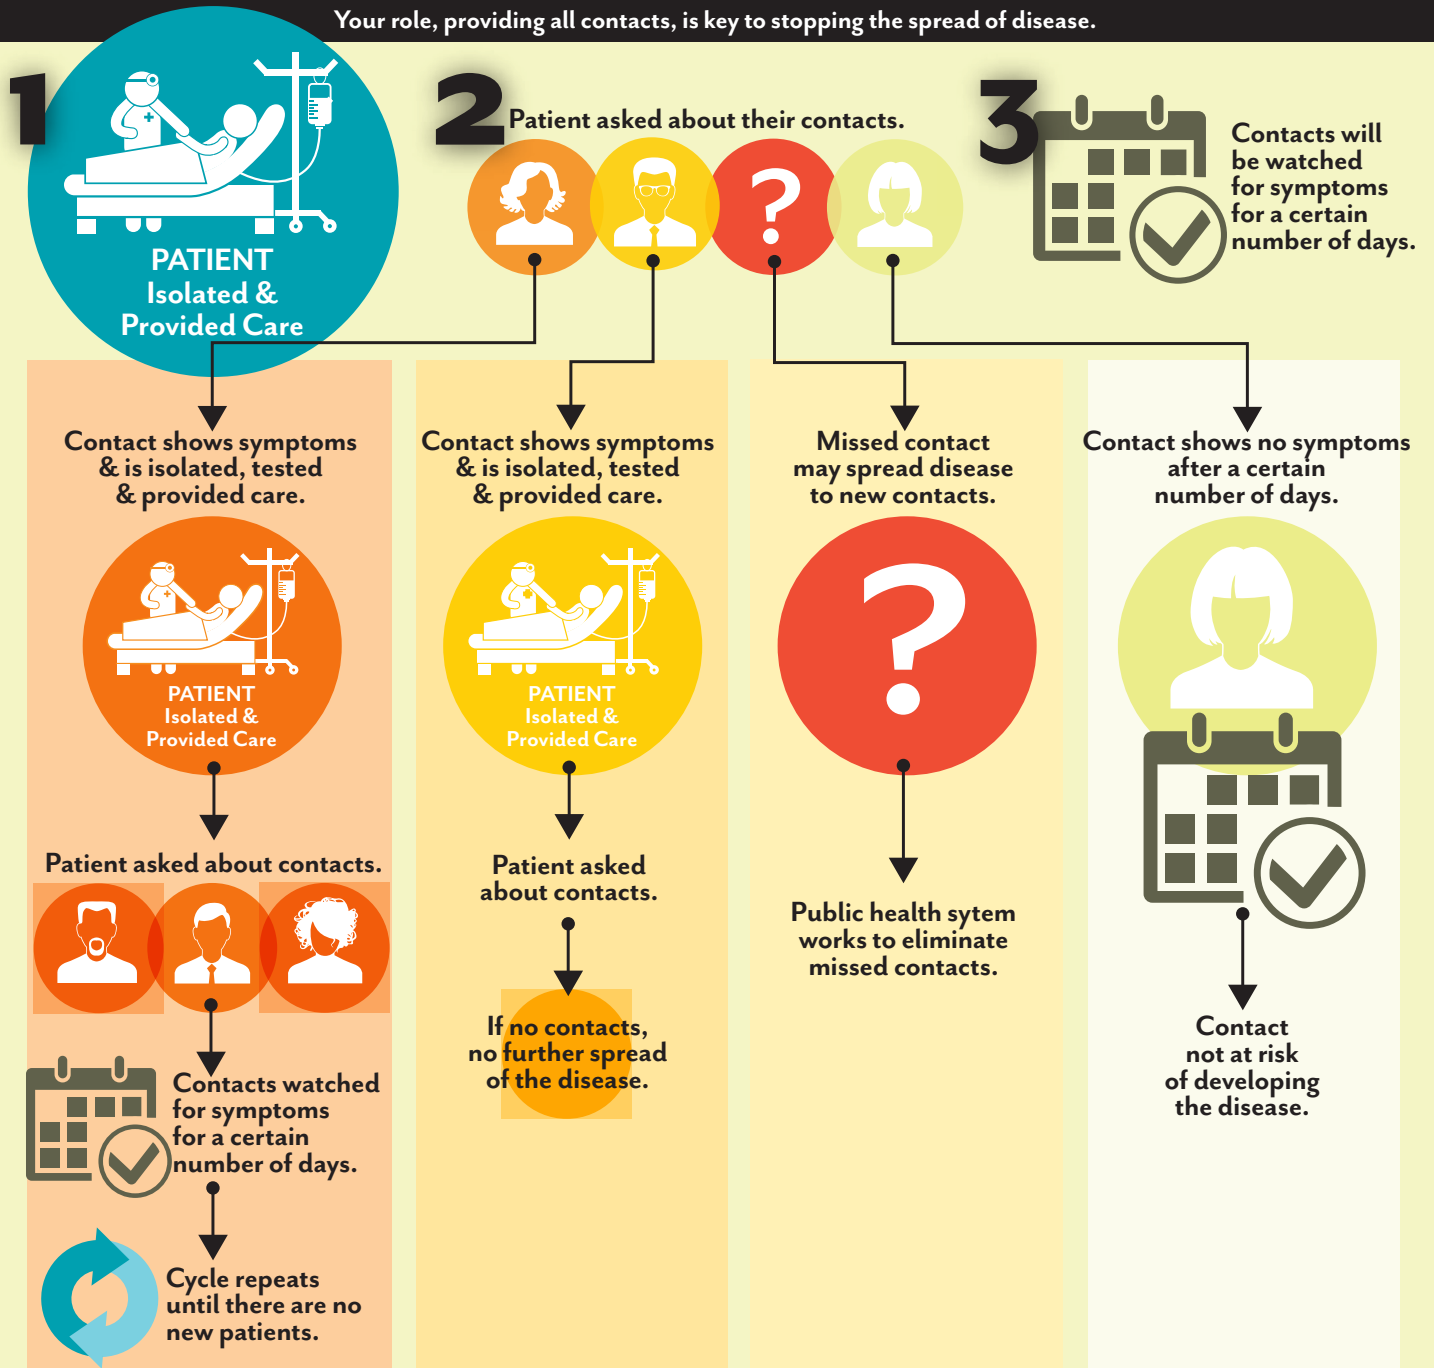 Your role, providing all contacts, is key to stopping the spread of disease.
1
PATIENT
Isolated &
Provided Care
2
Patient asked about their contacts.
?
3
Contacts will
be watched
for symptoms
for a certain
number of days.
Contact shows symptoms
& is isolated, tested
& provided care.
PATIENT
Isolated &
Provided Care
Patient asked about contacts.
Contacts watched
for symptoms
for a certain
number of days.
Cycle repeats
until there are no
new patients.
Contact shows symptoms
& is isolated, tested
& provided care.
PATIENT
Isolated &
Provided Care
Patient asked
about contacts.
If no contacts,
no further spread
of the disease.
Missed contact
may spread disease
to new contacts.
?
Public health sytem
works to eliminate
missed contacts.
Contact shows no symptoms
after a certain
number of days.
Contact
not at risk
of developing
the disease.